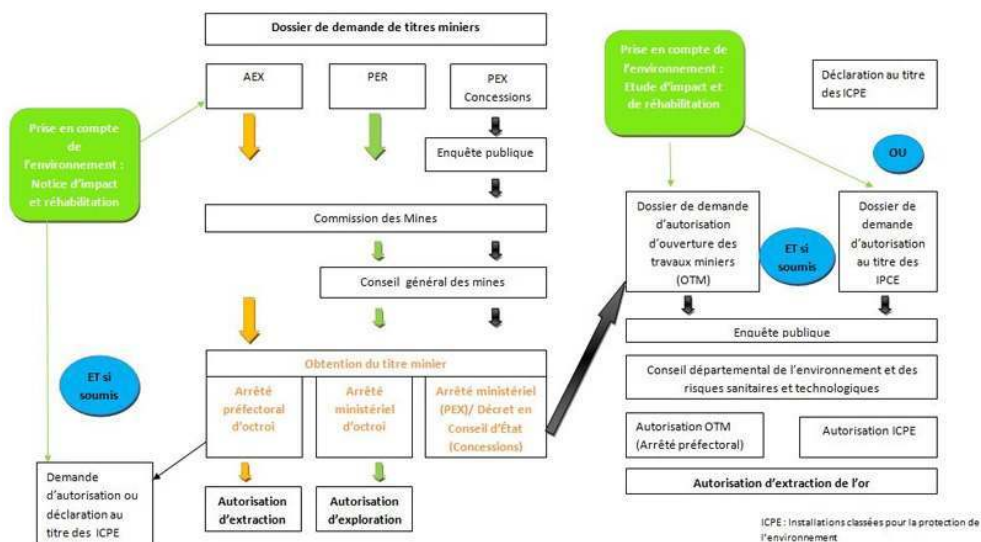 Dossier de demande de titres miniers
AEX
PER
PEX
Concessions
Prise en compte
de
l'environnement :
Notice d'impact
et réhabilitation
Enquête publique
Commission des Mines
Conseil général des mines
Obtention du titre minier
Arrêté
préfectoral
d'octroi
Arrêté
ministériel
d'octroi
Arrêté ministériel
(PEX)/ Décret en
Conseil d'État
(Concessions)
ET si
soumis
Demande
d'autorisation ou
déclaration au
titre des ICPE
Autorisation
d'extraction
Autorisation
d'exploration
Prise en compte de
l'environnement :
Etude d'impact et
de réhabilitation
Déclaration au titre
des ICPE
OU
Dossier de demande
d'autorisation
d'ouverture des
travaux miniers
(OTM)
ET si
soumis
Dossier de
demande
d'autorisation
au titre des
IPCE
Enquête publique
Conseil départemental de l'environnement et des
risques sanitaires et technologiques
Autorisation OTM
(Arrêté préfectoral)
Autorisation ICPE
Autorisation d'extraction de l'or
ICPE : Installations classées pour la protection de
l'environnement